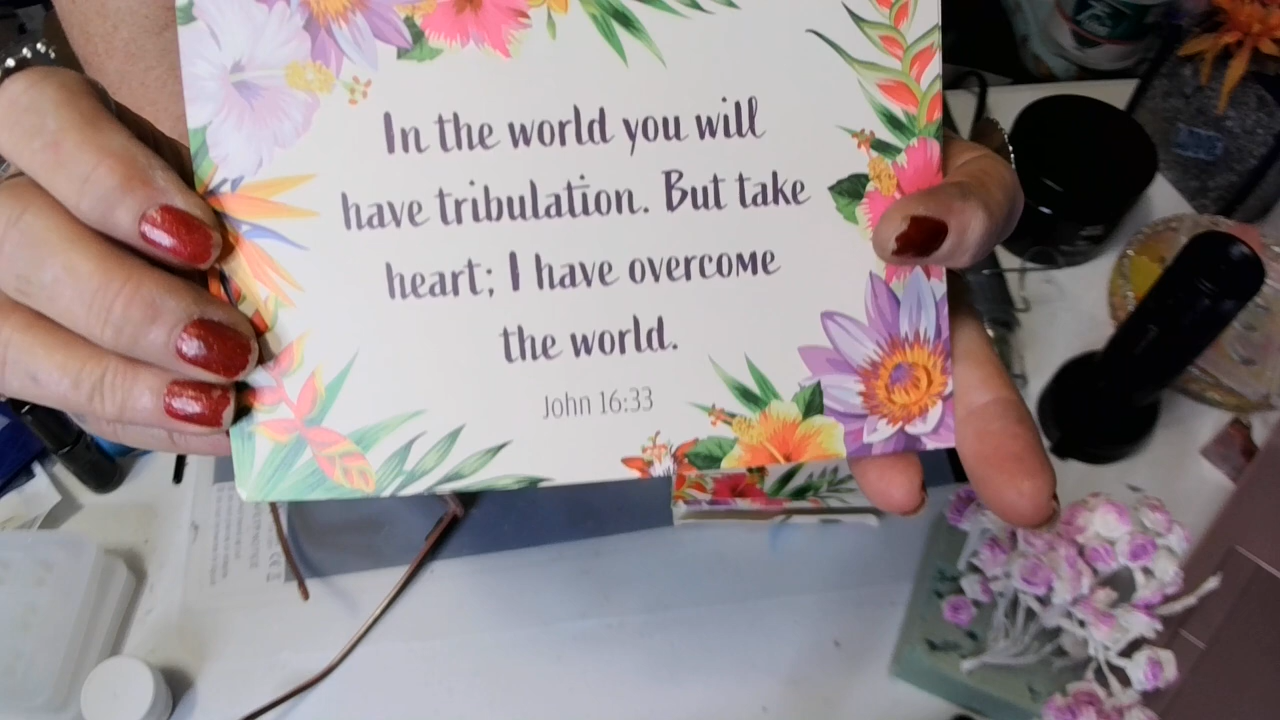 In the world you will
have tribulation. But take
heart; I have overcome
the world.
John 16:33